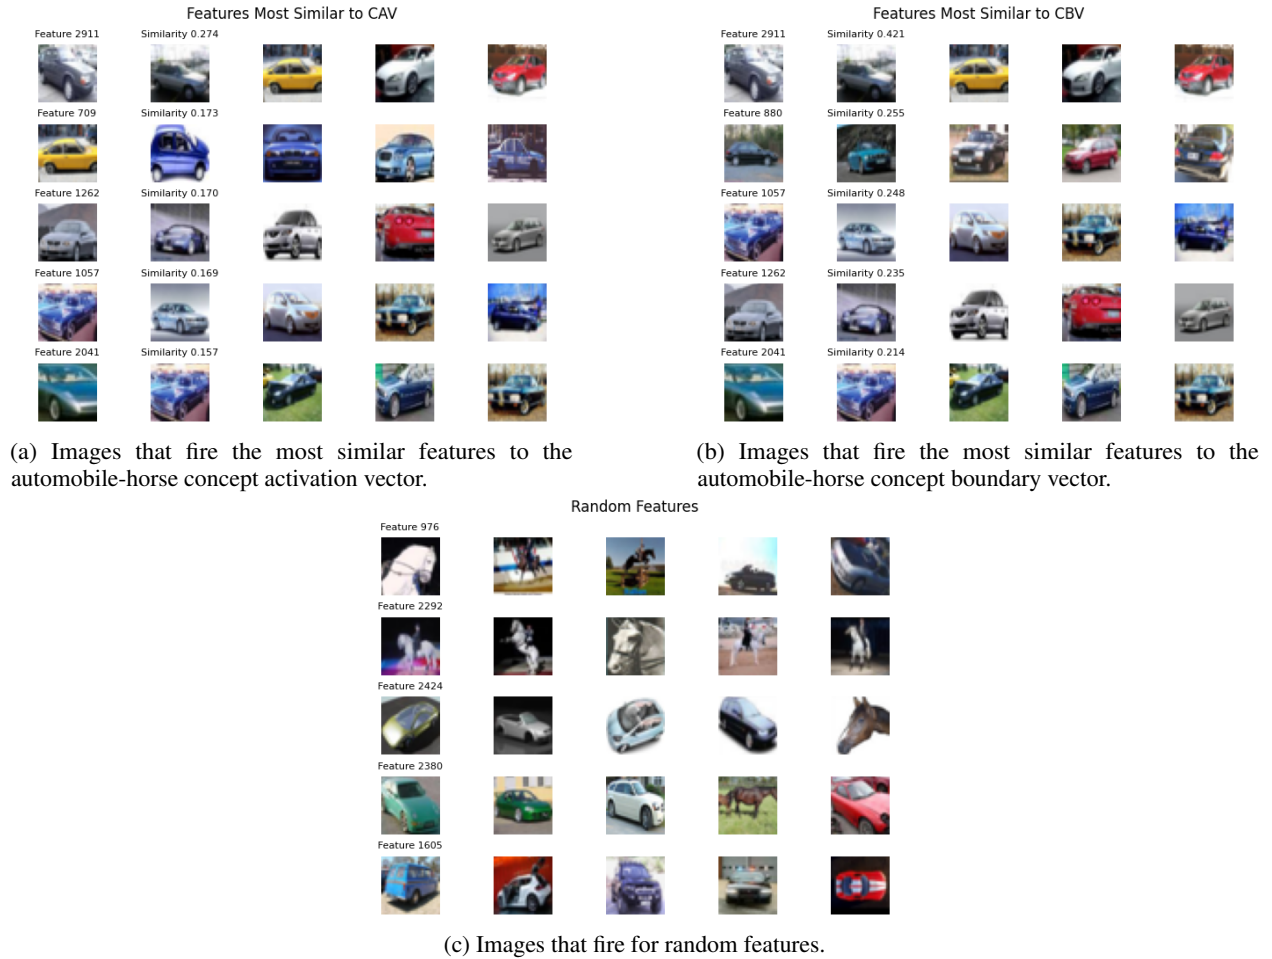 Features Most Similar to CAV
Feature 2911 Similarity 0.274
Feature 709 Similarity 0.173
Feature 1262 Similarity 0.170
Feature 1057 Similarity 0.169
Feature 2041 Similarity 0.157
(a) Images that fire the most similar features to the
automobile-horse concept activation vector.
Features Most Similar to CBV
Feature 2911 Similarity 0.421
Feature 880 Similarity 0.255
Feature 1057 Similarity 0.248
Feature 1262 Similarity 0.235
Feature 2041 Similarity 0.214
(b) Images that fire the most similar features to the
automobile-horse concept boundary vector.
Random Features
Feature 976
Feature 2292
Feature 2424
Feature 2380
Feature 1605
(c) Images that fire for random features.